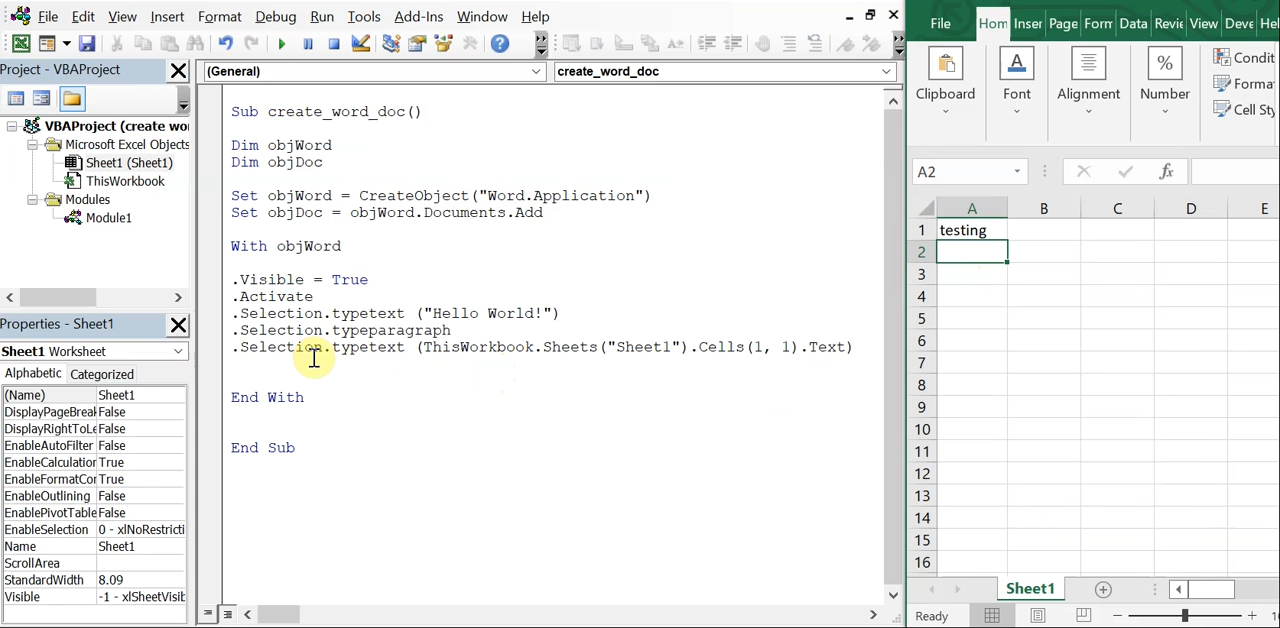 File Edit View Insert Format Debug Run Tools Add-Ins Window Help
Project - VBAProject
VBAProject (create wo
Microsoft Excel Objects
Sheet1 (Sheet1)
ThisWorkbook
Modules
Module1
Properties - Sheet1
Sheet1 Worksheet
Alphabetic Categorized
(Name) Sheet1
DisplayPageBreak False
DisplayRightToLe False
EnableAutoFilter False
EnableCalculation True
EnableFormatCor True
EnableOutlining False
EnablePivotTable False
EnableSelection 0 - xlNoRestricti
Name Sheet1
ScrollArea
StandardWidth 8.09
Visible -1 - xlSheetVisib
(General) create_word_doc
Sub create_word_doc()
Dim objWord
Dim objDoc
Set objWord = CreateObject("Word.Application")
Set objDoc = objWord.Documents.Add
With objWord
.Visible = True
.Activate
.Selection.typetext ("Hello World!")
.Selection.typeparagraph
.Selection.typetext (ThisWorkbook.Sheets("Sheet1").Cells(1, 1).Text)
End With
End Sub
File Hom Inser Page Form Data Revie View Deve Hel
Clipboard Font Alignment Number
Condit
Forma
Cell Sty
A2 fx
A B C D E
1 testing
2
3
4
5
6
7
8
9
10
11
12
13
14
15
16
Sheet1
Ready